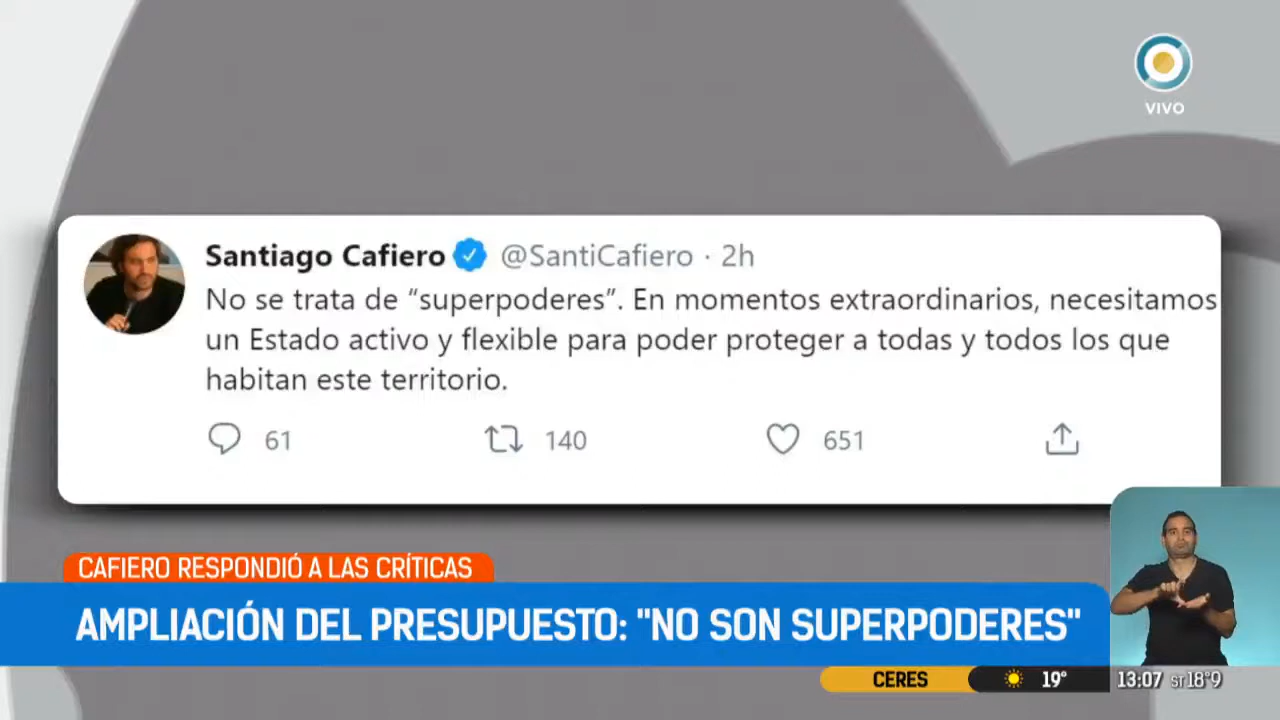 VIVO
Santiago Cafiero @SantiCafiero · 2h
No se trata de “superpoderes”. En momentos extraordinarios, necesitamos
un Estado activo y flexible para poder proteger a todas y todos los que
habitan este territorio.
61 140 651
CAFIERO RESPONDIÓ A LAS CRÍTICAS
AMPLIACIÓN DEL PRESUPUESTO: "NO SON SUPERPODERES"
CERES 19° 13:07 ST 18°9